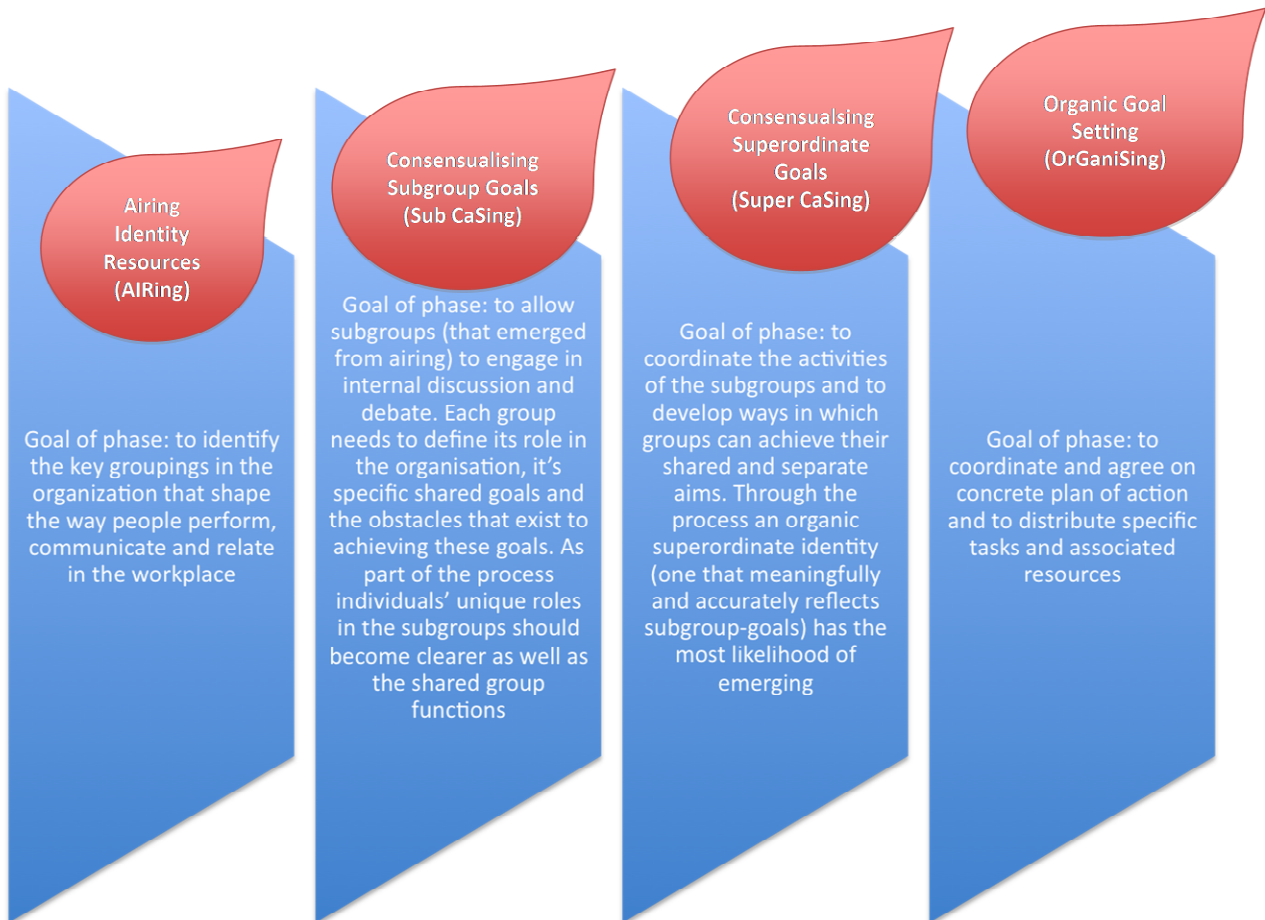 Airing
Identity
Resources
(AIRing)
Goal of phase: to identify
the key groupings in the
organization that shape
the way people perform,
communicate and relate
in the workplace
Consensualising
Subgroup Goals
(Sub CaSing)
Goal of phase: to allow
subgroups (that emerged
from airing) to engage in
internal discussion and
debate. Each group
needs to define its role in
the organisation, it’s
specific shared goals and
the obstacles that exist to
achieving these goals. As
part of the process
individuals’ unique roles
in the subgroups should
become clearer as well as
the shared group
functions
Consensualsing
Superordinate
Goals
(Super CaSing)
Goal of phase: to
coordinate the activities
of the subgroups and to
develop ways in which
groups can achieve their
shared and separate
aims. Through the
process an organic
superordinate identity
(one that meaningfully
and accurately reflects
subgroup-goals) has the
most likelihood of
emerging
Organic Goal
Setting
(OrGaniSing)
Goal of phase: to
coordinate and agree on
concrete plan of action
and to distribute specific
tasks and associated
resources